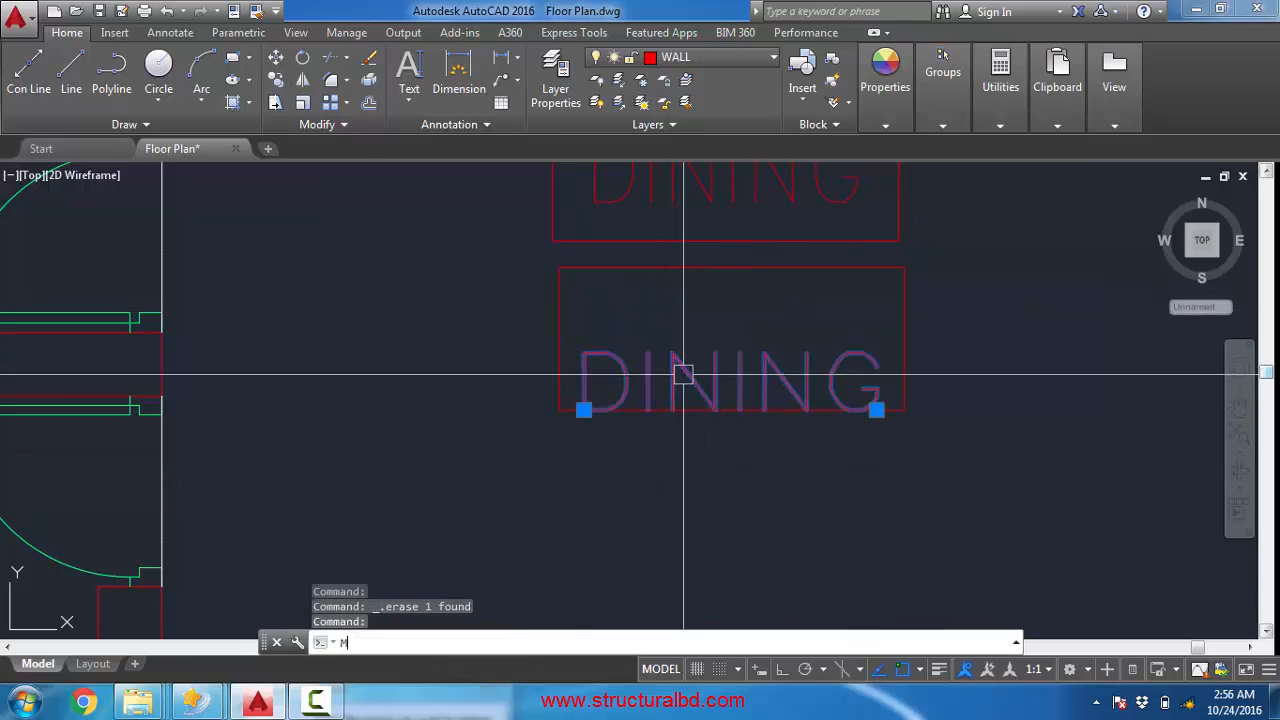 Autodesk AutoCAD 2016 Floor Plan.dwg
Type a keyword or phrase
Sign In
Home Insert Annotate Parametric View Manage Output Add-ins A360 Express Tools Featured Apps BIM 360 Performance
Con Line Line Polyline Circle Arc
Text Dimension
Layer Properties
WALL
Insert
Properties
Groups
Utilities
Clipboard
View
Draw Modify Annotation Layers Block
Start Floor Plan*
[−][Top][2D Wireframe]
DINING
N
W TOP E
S
Unnamed
DINING
Y
X
Command:
Command: _.erase 1 found
Command:
M
Model Layout
MODEL
1:1
www.structuralbd.com
2:56 AM
10/24/2016